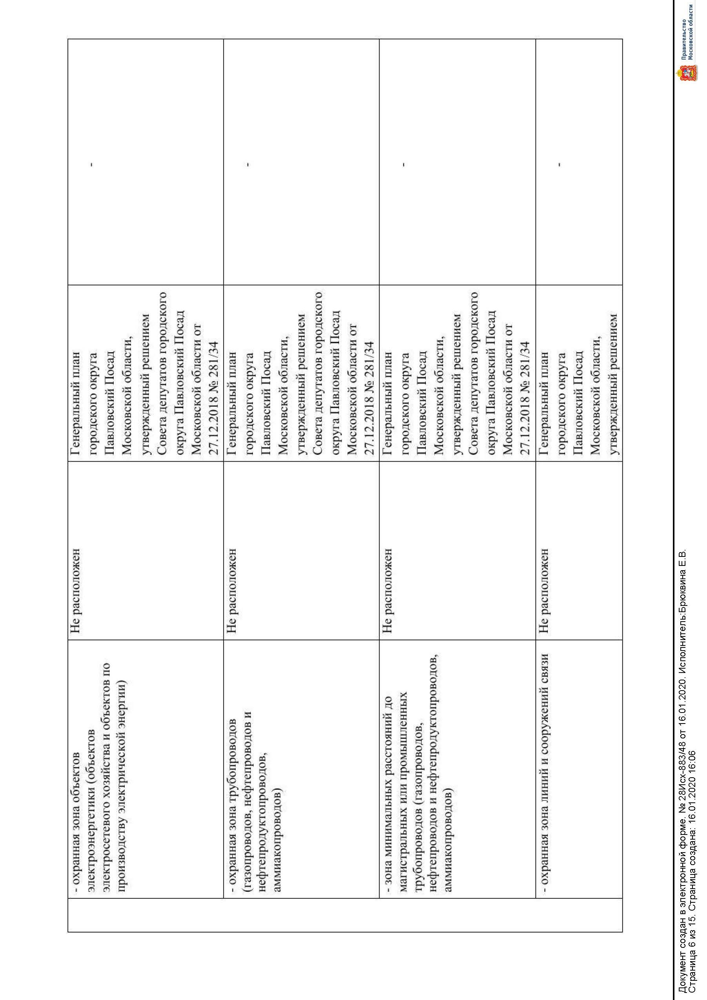 - охранная зона объектов
электроэнергетики (объектов
электросетевого хозяйства и объектов по
производству электрической энергии)
Не расположен
Генеральный план
городского округа
Павловский Посад
Московской области,
утвержденный решением
Совета депутатов городского
округа Павловский Посад
Московской области от
27.12.2018 № 281/34
-
- охранная зона трубопроводов
(газопроводов, нефтепроводов и
нефтепродуктопроводов,
аммиакопроводов)
Не расположен
Генеральный план
городского округа
Павловский Посад
Московской области,
утвержденный решением
Совета депутатов городского
округа Павловский Посад
Московской области от
27.12.2018 № 281/34
-
- зона минимальных расстояний до
магистральных или промышленных
трубопроводов (газопроводов,
нефтепроводов и нефтепродуктопроводов,
аммиакопроводов)
Не расположен
Генеральный план
городского округа
Павловский Посад
Московской области,
утвержденный решением
Совета депутатов городского
округа Павловский Посад
Московской области от
27.12.2018 № 281/34
-
- охранная зона линий и сооружений связи
Не расположен
Генеральный план
городского округа
Павловский Посад
Московской области,
утвержденный решением
-
Документ создан в электронной форме. № 28Исх-883/48 от 16.01.2020. Исполнитель:Брюквина Е.В.
Страница 6 из 15. Страница создана: 16.01.2020 16:06
Правительство
Московской области